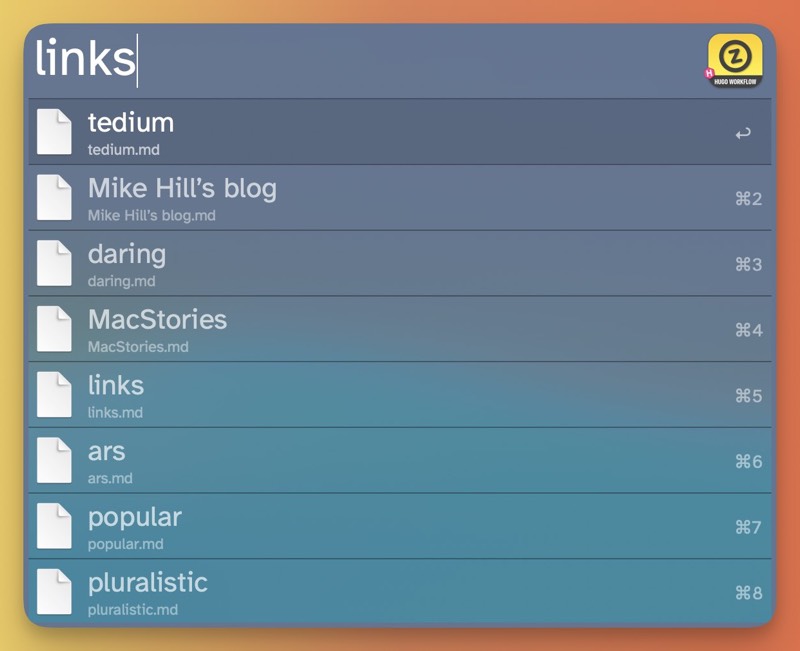 links
Z
H
HUGO WORKFLOW
tedium
tedium.md
↩
Mike Hill’s blog
Mike Hill’s blog.md
⌘2
daring
daring.md
⌘3
MacStories
MacStories.md
⌘4
links
links.md
⌘5
ars
ars.md
⌘6
popular
popular.md
⌘7
pluralistic
pluralistic.md
⌘8